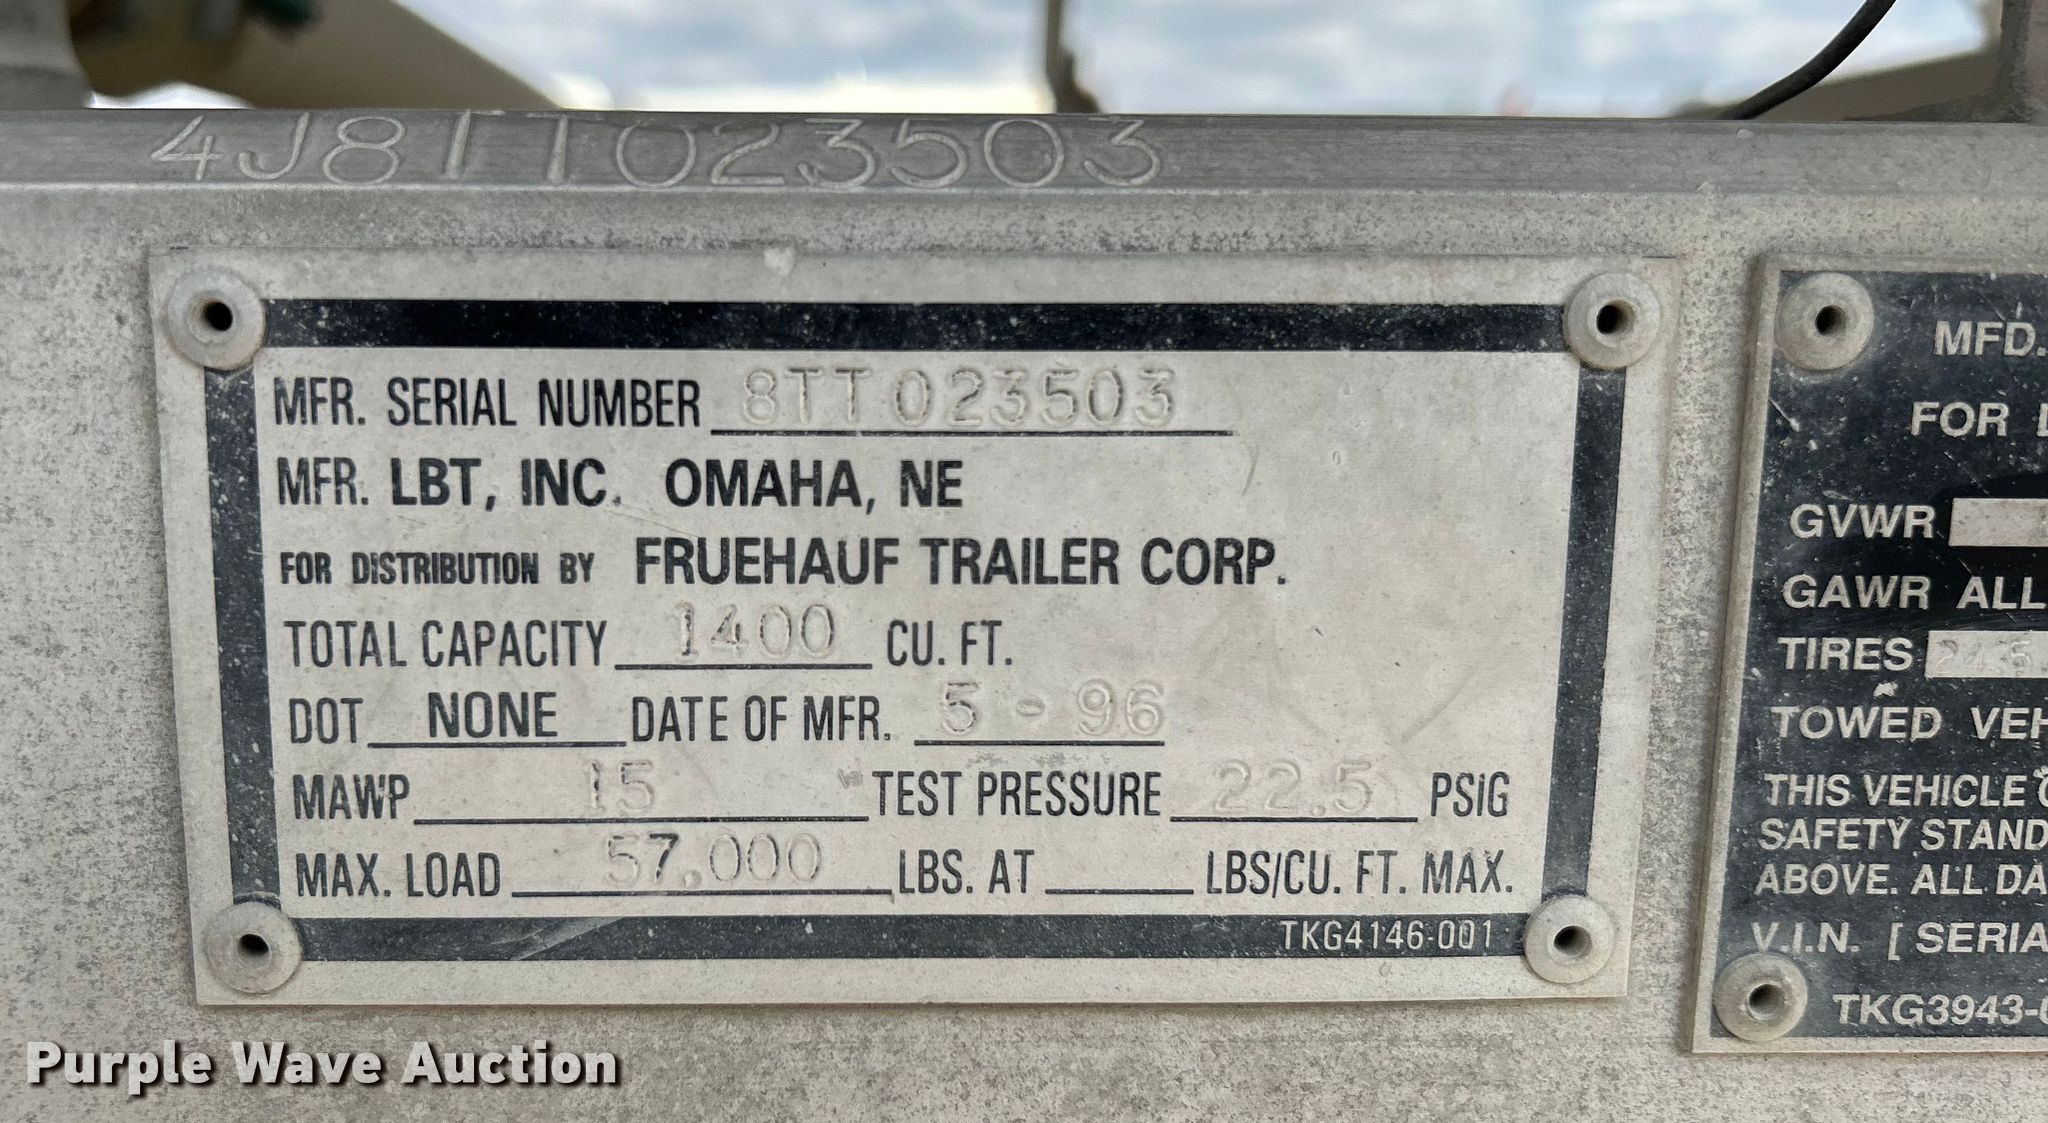 4J8TT023503
MFR. SERIAL NUMBER 8TT023503
MFR. LBT, INC. OMAHA, NE
FOR DISTRIBUTION BY FRUEHAUF TRAILER CORP.
TOTAL CAPACITY 1400 CU. FT.
DOT NONE DATE OF MFR. 5-96
MAWP 15 TEST PRESSURE 22.5 PSIG
MAX. LOAD 57,000 LBS. AT LBS/CU. FT. MAX.
TKG4146-001
MFD.
FOR
GVWR
GAWR ALL
TIRES 24.5
TOWED VEH
THIS VEHICLE
SAFETY STAND
ABOVE. ALL DA
V.I.N. [ SERIA
TKG3943-
Purple Wave Auction